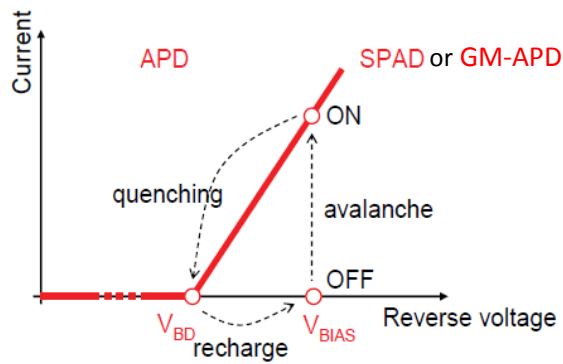 Current
APD
SPAD or GM-APD
ON
quenching
avalanche
OFF
V_BD
V_BIAS
Reverse voltage
recharge